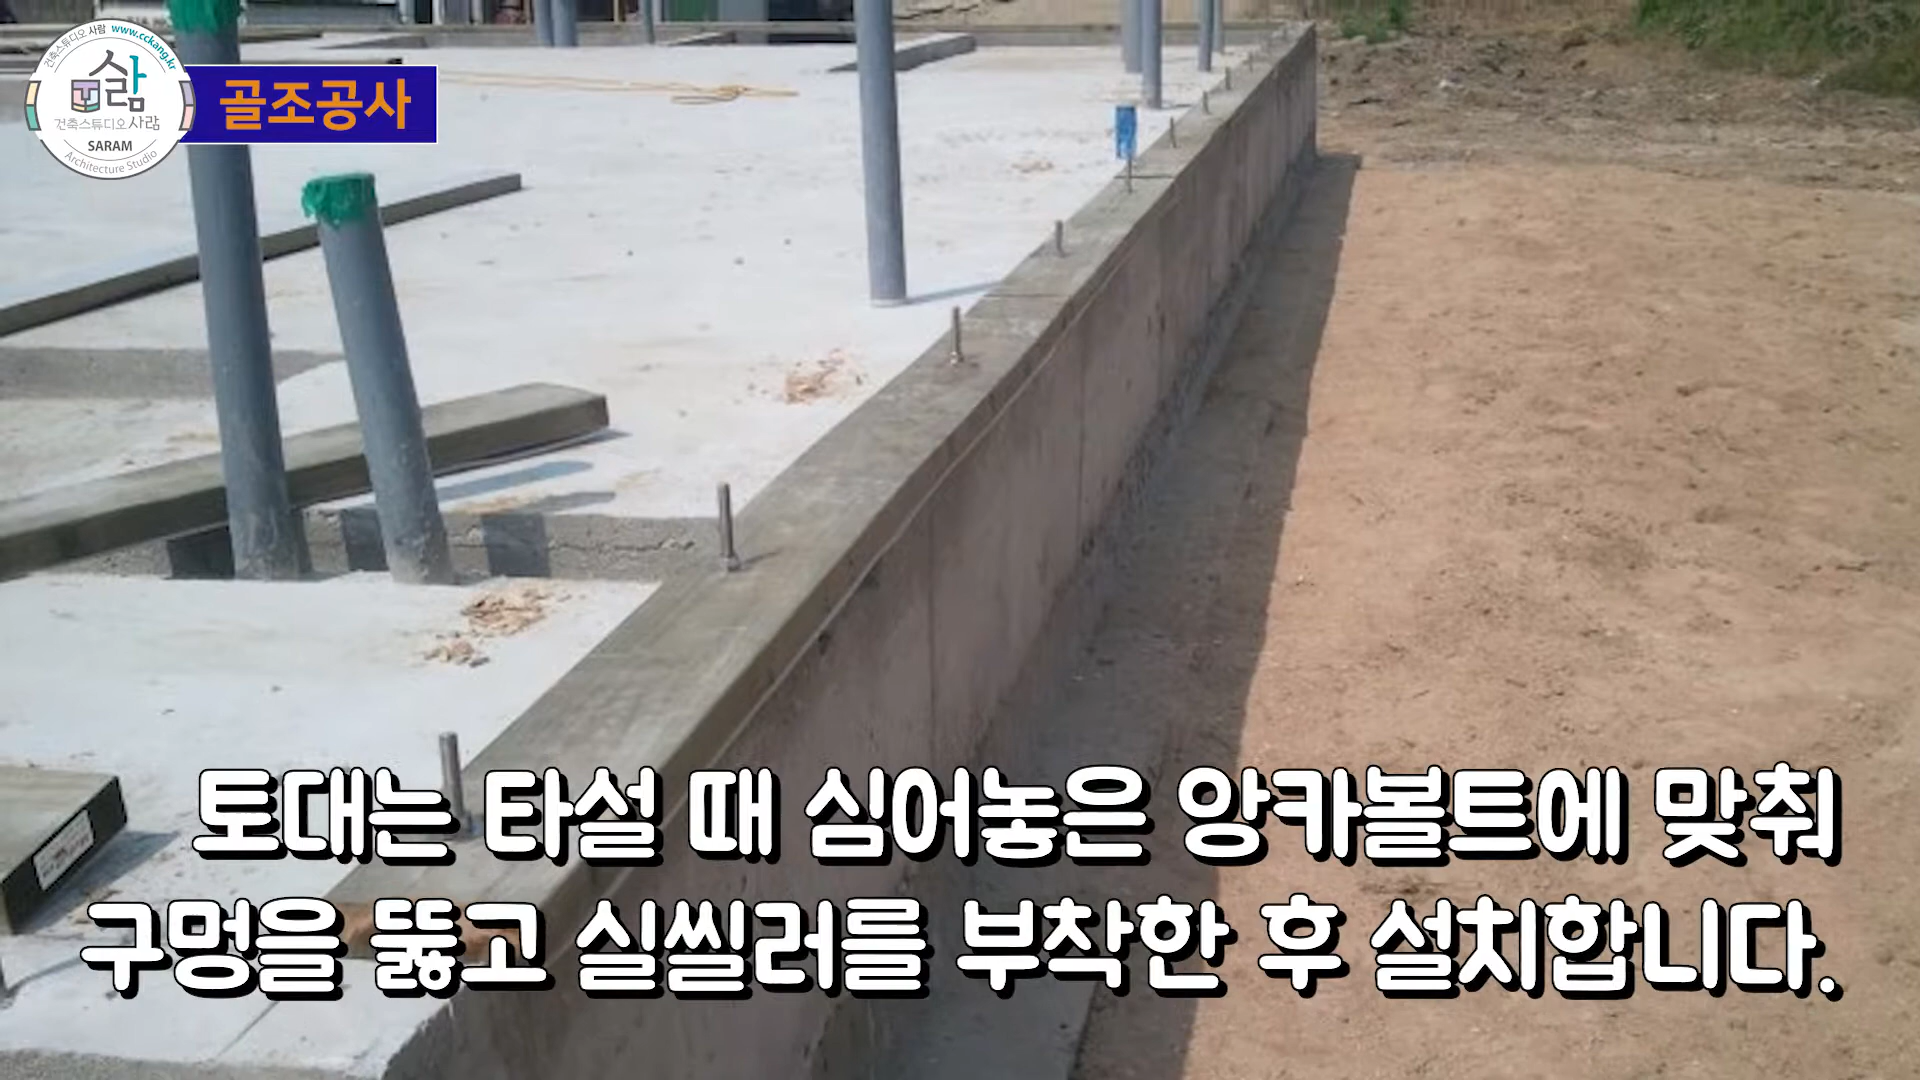 건축스튜디오 사람 www.cckang.kr
삶
건축스튜디오사람
SARAM
Architecture Studio
골조공사
토대는 타설 때 심어놓은 앙카볼트에 맞춰
구멍을 뚫고 실씰러를 부착한 후 설치합니다.